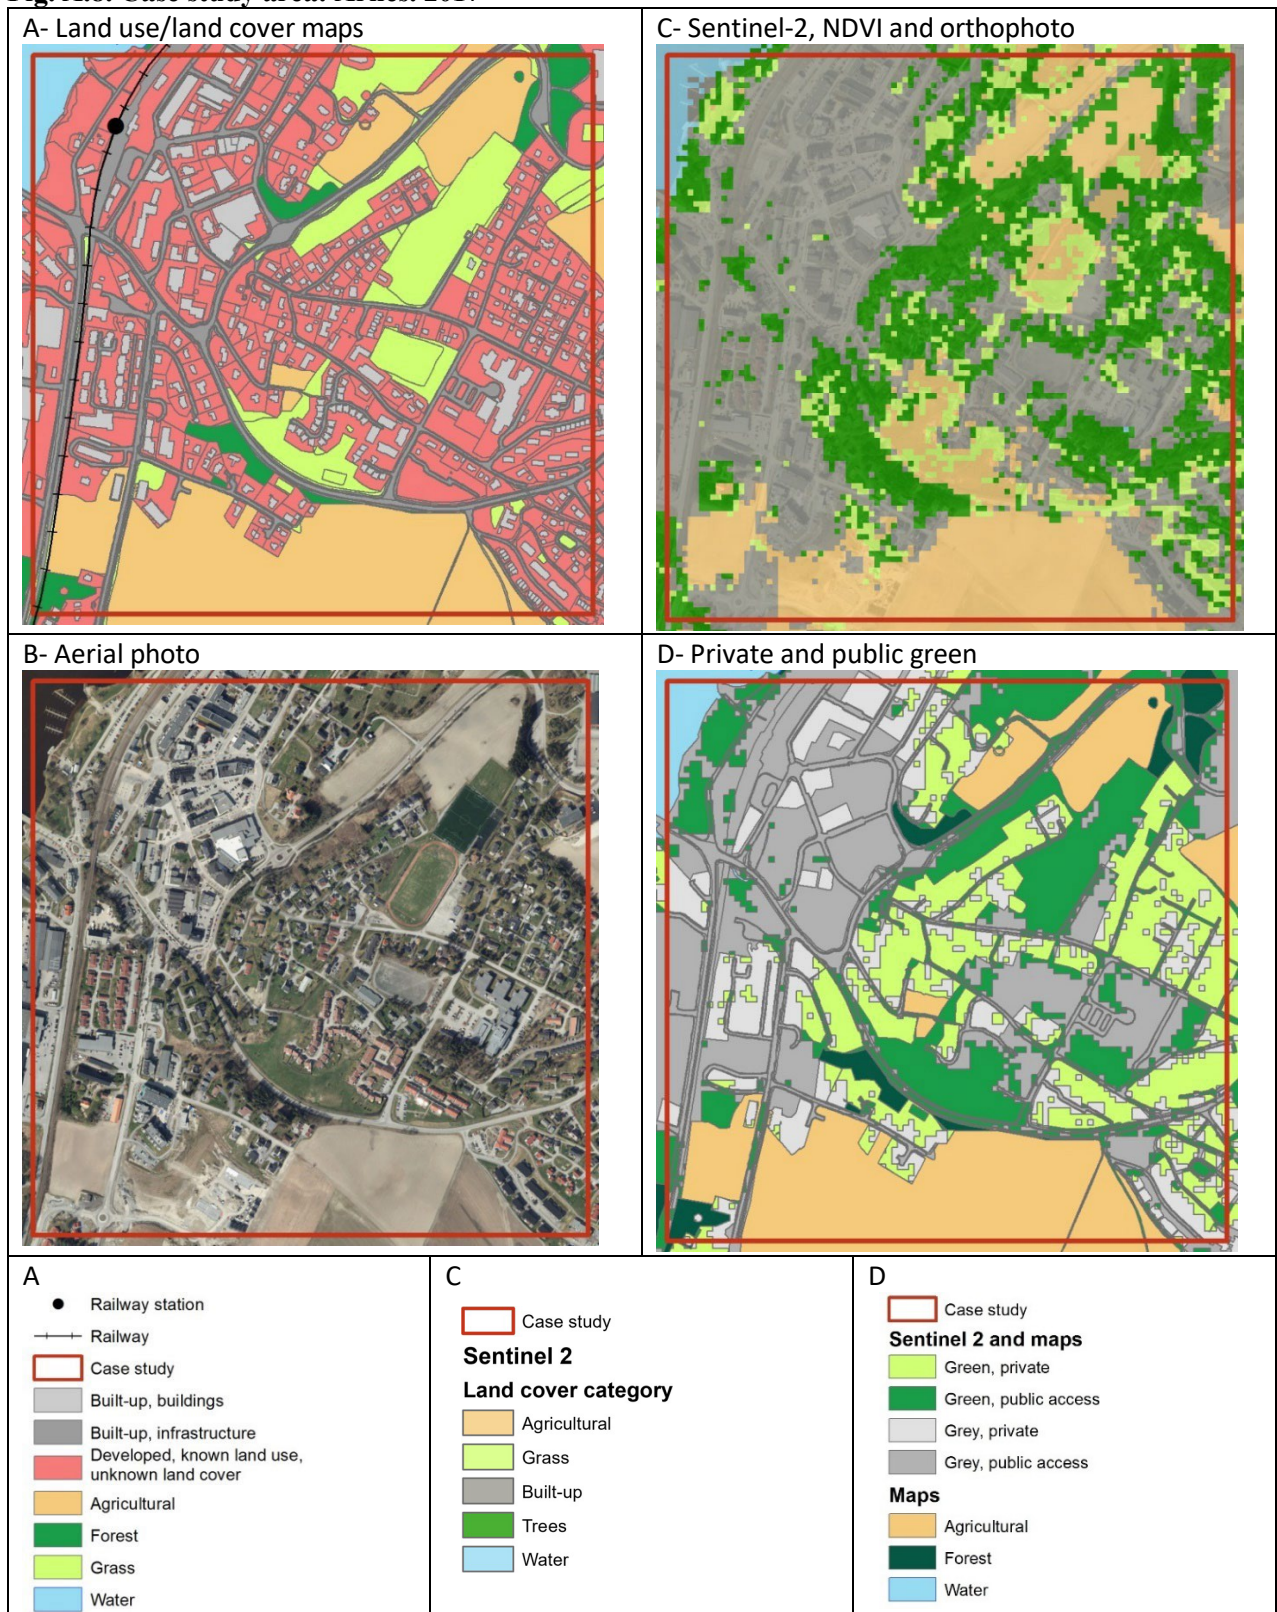 A- Land use/land cover maps
C- Sentinel-2, NDVI and orthophoto
B- Aerial photo
D- Private and public green
A
Railway station
Railway
Case study
Built-up, buildings
Built-up, infrastructure
Developed, known land use,
unknown land cover
Agricultural
Forest
Grass
Water
C
Case study
Sentinel 2
Land cover category
Agricultural
Grass
Built-up
Trees
Water
D
Case study
Sentinel 2 and maps
Green, private
Green, public access
Grey, private
Grey, public access
Maps
Agricultural
Forest
Water